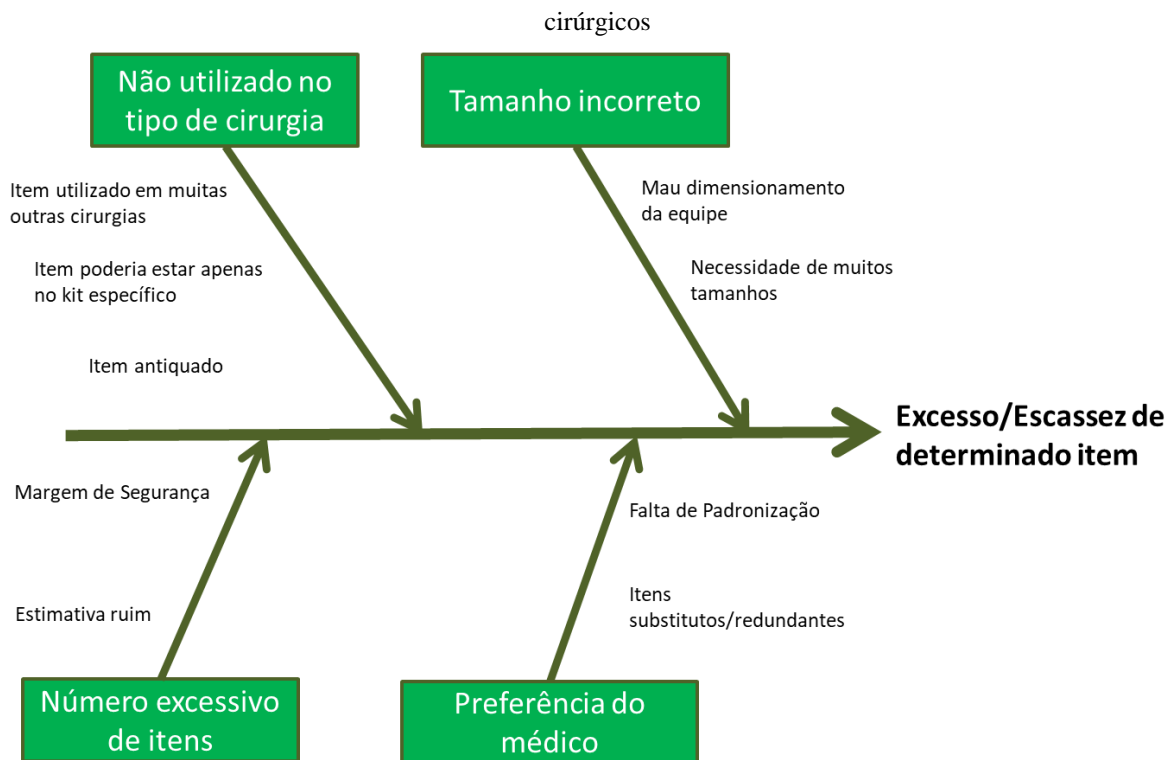 cirúrgicos
Não utilizado no
tipo de cirurgia
Tamanho incorreto
Item utilizado em muitas
outras cirurgias
Item poderia estar apenas
no kit específico
Item antiquado
Mau dimensionamento
da equipe
Necessidade de muitos
tamanhos
Excesso/Escassez de
determinado item
Margem de Segurança
Estimativa ruim
Falta de Padronização
Itens
substitutos/redundantes
Número excessivo
de itens
Preferência do
médico